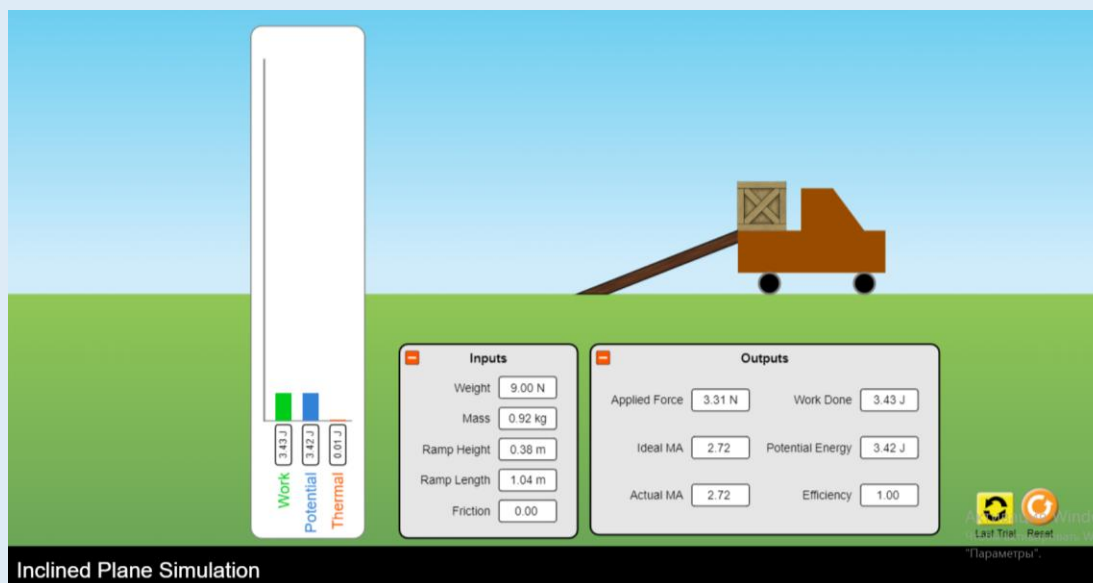 3.43 J
3.42 J
0.01 J
Work
Potential
Thermal
Inputs
Weight 9.00 N
Mass 0.92 kg
Ramp Height 0.38 m
Ramp Length 1.04 m
Friction 0.00
Outputs
Applied Force 3.31 N Work Done 3.43 J
Ideal MA 2.72 Potential Energy 3.42 J
Actual MA 2.72 Efficiency 1.00
Last Trial Reset
"Параметры".
Inclined Plane Simulation